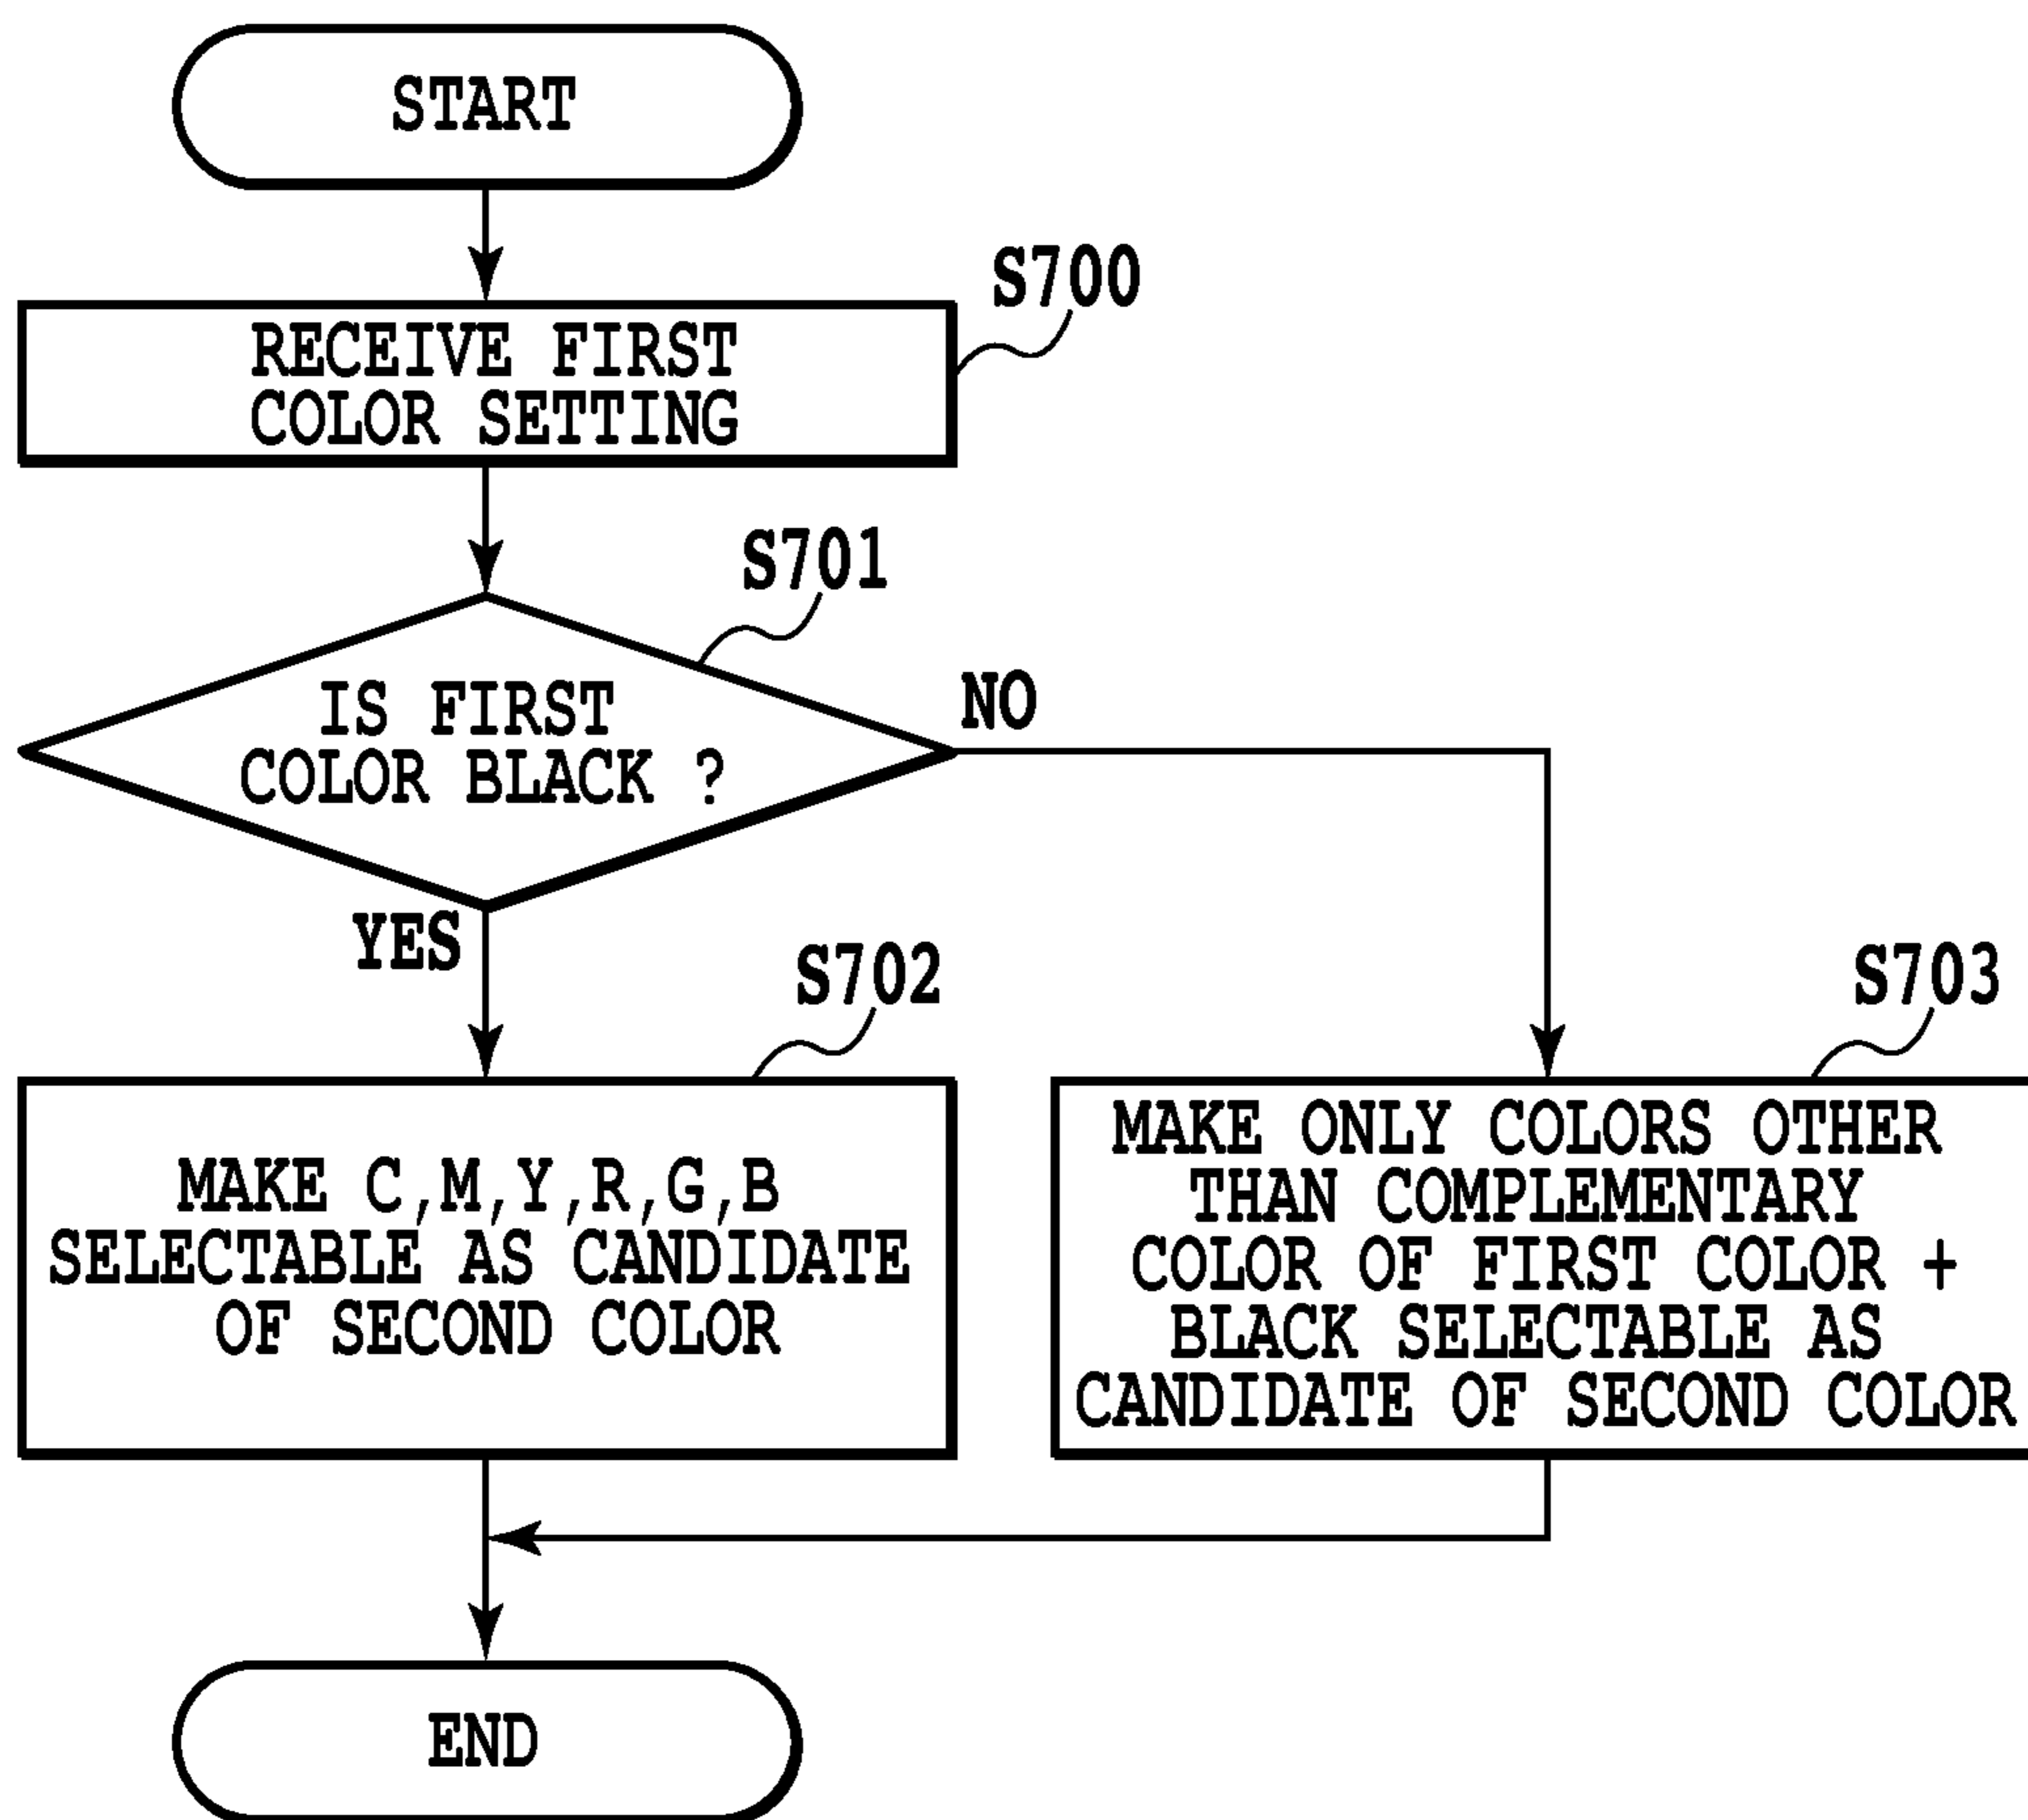 START
S700
RECEIVE FIRST
COLOR SETTING
S701
IS FIRST
COLOR BLACK ?
NO
YES
S702
MAKE C,M,Y,R,G,B
SELECTABLE AS CANDIDATE
OF SECOND COLOR
S703
MAKE ONLY COLORS OTHER
THAN COMPLEMENTARY
COLOR OF FIRST COLOR +
BLACK SELECTABLE AS
CANDIDATE OF SECOND COLOR
END